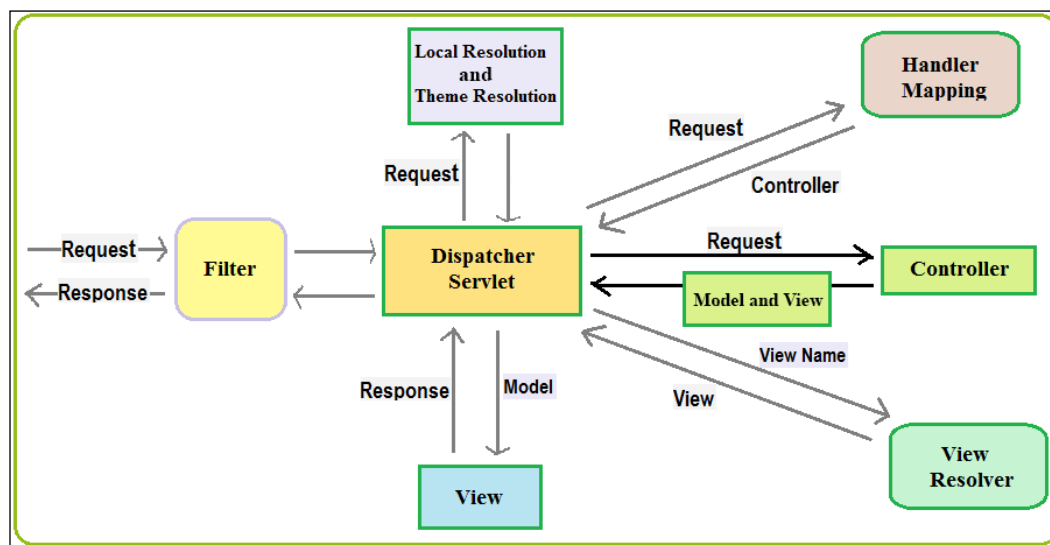 Local Resolution
and
Theme Resolution
Handler
Mapping
Request
Request
Controller
Request
Filter
Response
Dispatcher
Servlet
Request
Controller
Model and View
View Name
View
Response
Model
View
View
Resolver